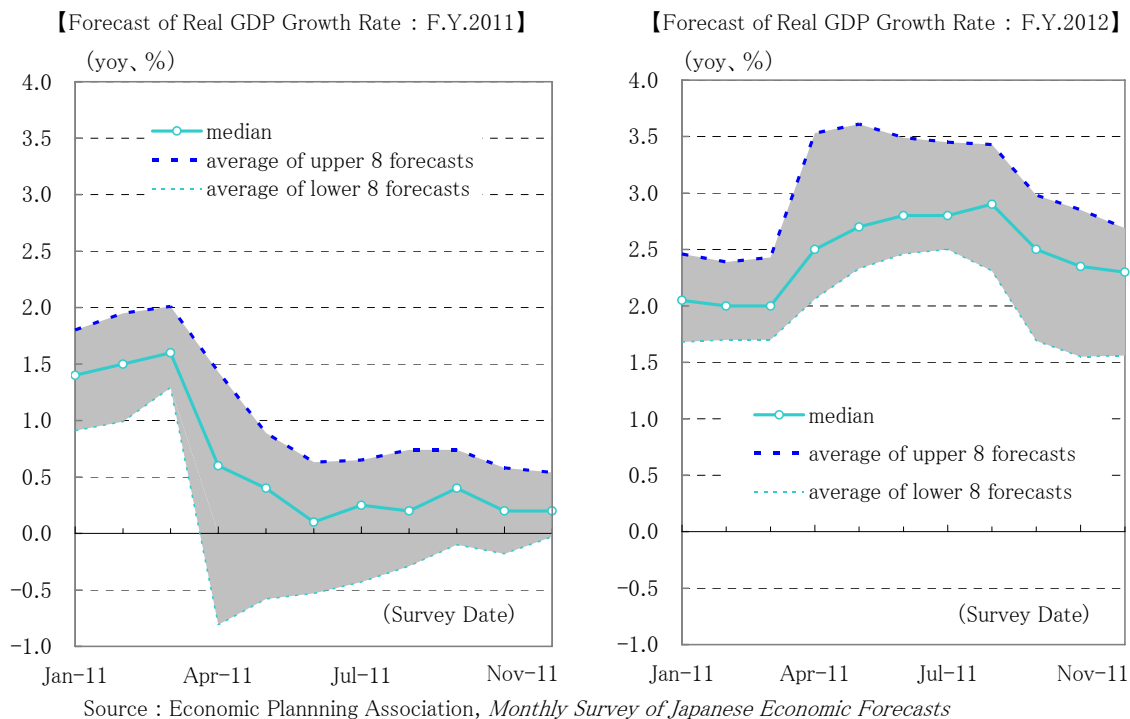 【Forecast of Real GDP Growth Rate : F.Y.2011】
(yoy、%)
4.0
3.5
3.0
2.5
2.0
1.5
1.0
0.5
0.0
−0.5
−1.0
median
average of upper 8 forecasts
average of lower 8 forecasts
(Survey Date)
Jan-11 Apr-11 Jul-11 Nov-11
【Forecast of Real GDP Growth Rate : F.Y.2012】
(yoy、%)
4.0
3.5
3.0
2.5
2.0
1.5
1.0
0.5
0.0
−0.5
−1.0
median
average of upper 8 forecasts
average of lower 8 forecasts
(Survey Date)
Jan-11 Apr-11 Jul-11 Nov-11
Source : Economic Plannning Association, Monthly Survey of Japanese Economic Forecasts